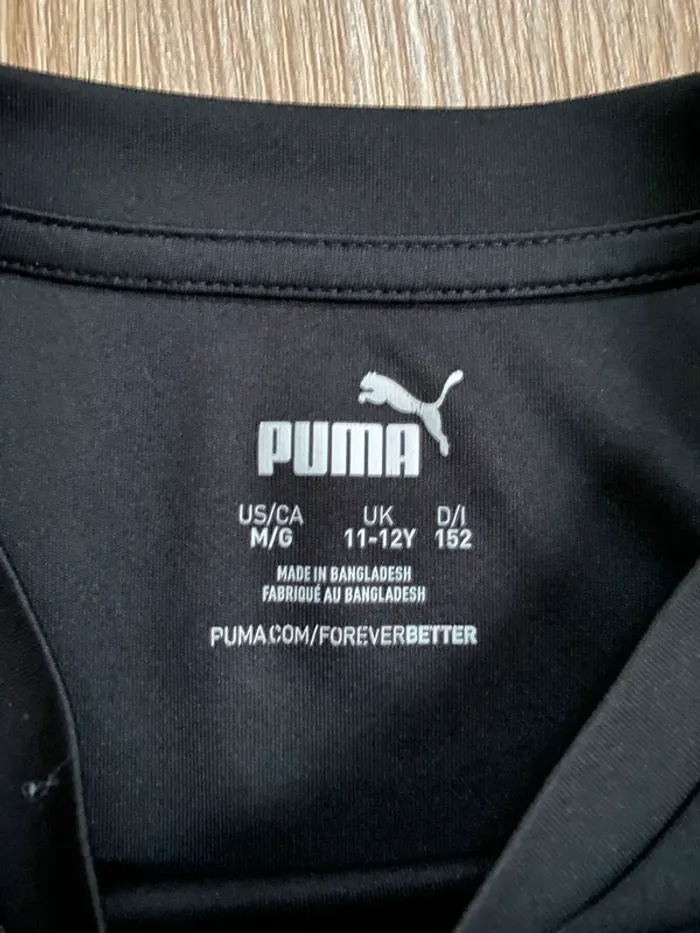 PUMA
US/CA UK D/I
M/G 11-12Y 152
MADE IN BANGLADESH
FABRIQUÉ AU BANGLADESH
PUMA.COM/FOREVERBETTER